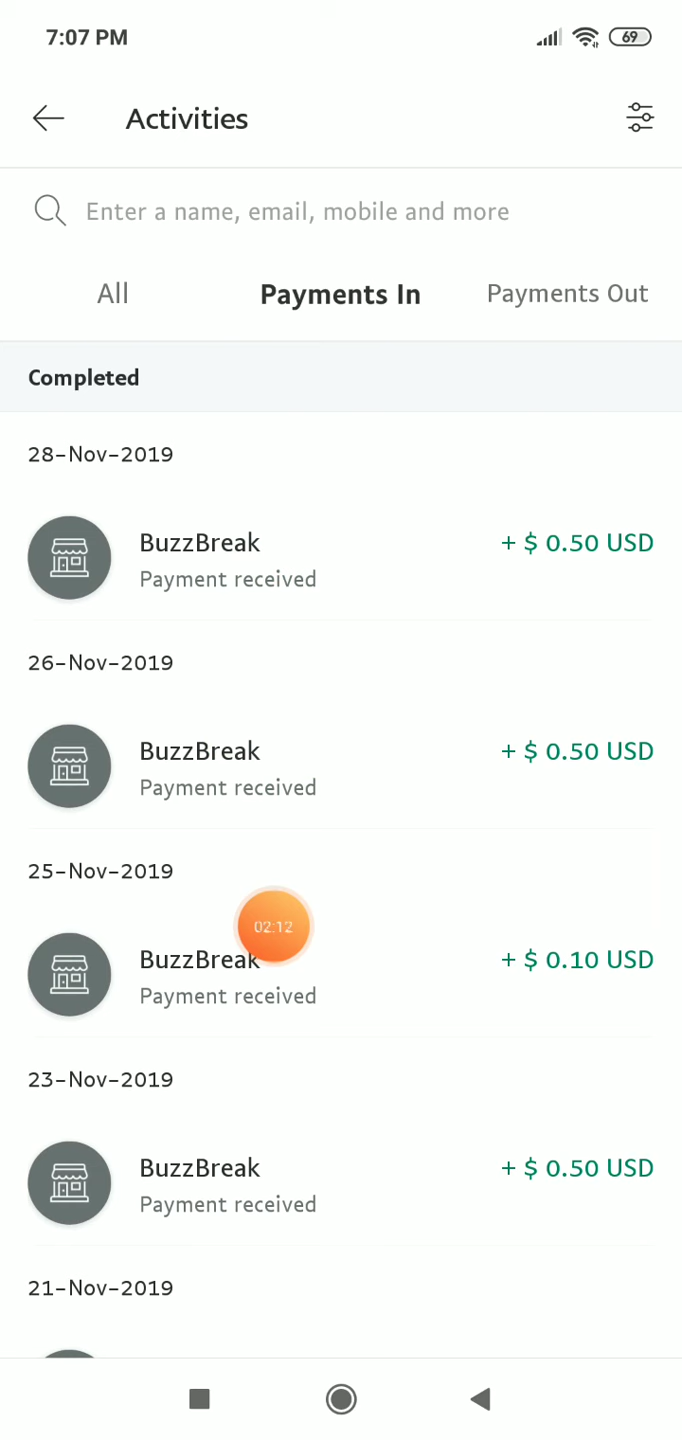 7:07 PM
69
Activities
Enter a name, email, mobile and more
All Payments In Payments Out
Completed
28-Nov-2019
BuzzBreak + $ 0.50 USD
Payment received
26-Nov-2019
BuzzBreak + $ 0.50 USD
Payment received
25-Nov-2019
02:12
BuzzBreak + $ 0.10 USD
Payment received
23-Nov-2019
BuzzBreak + $ 0.50 USD
Payment received
21-Nov-2019